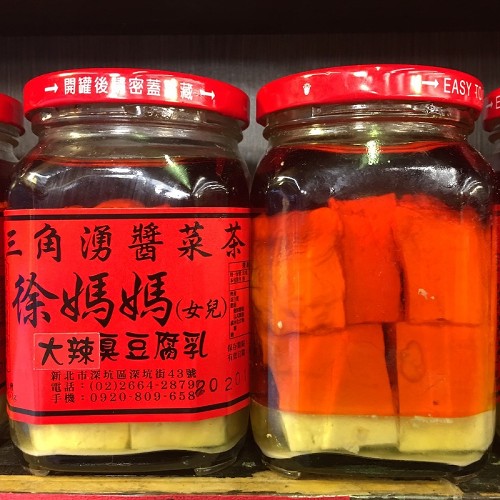 →開罐後請密蓋冷藏→
EASY TO
三角湧醬菜茶
徐媽媽(女兒)
大辣臭豆腐乳
新北市深坑區深坑街43號
電話:(02)2664-2879
手機:0920-809-658
2020